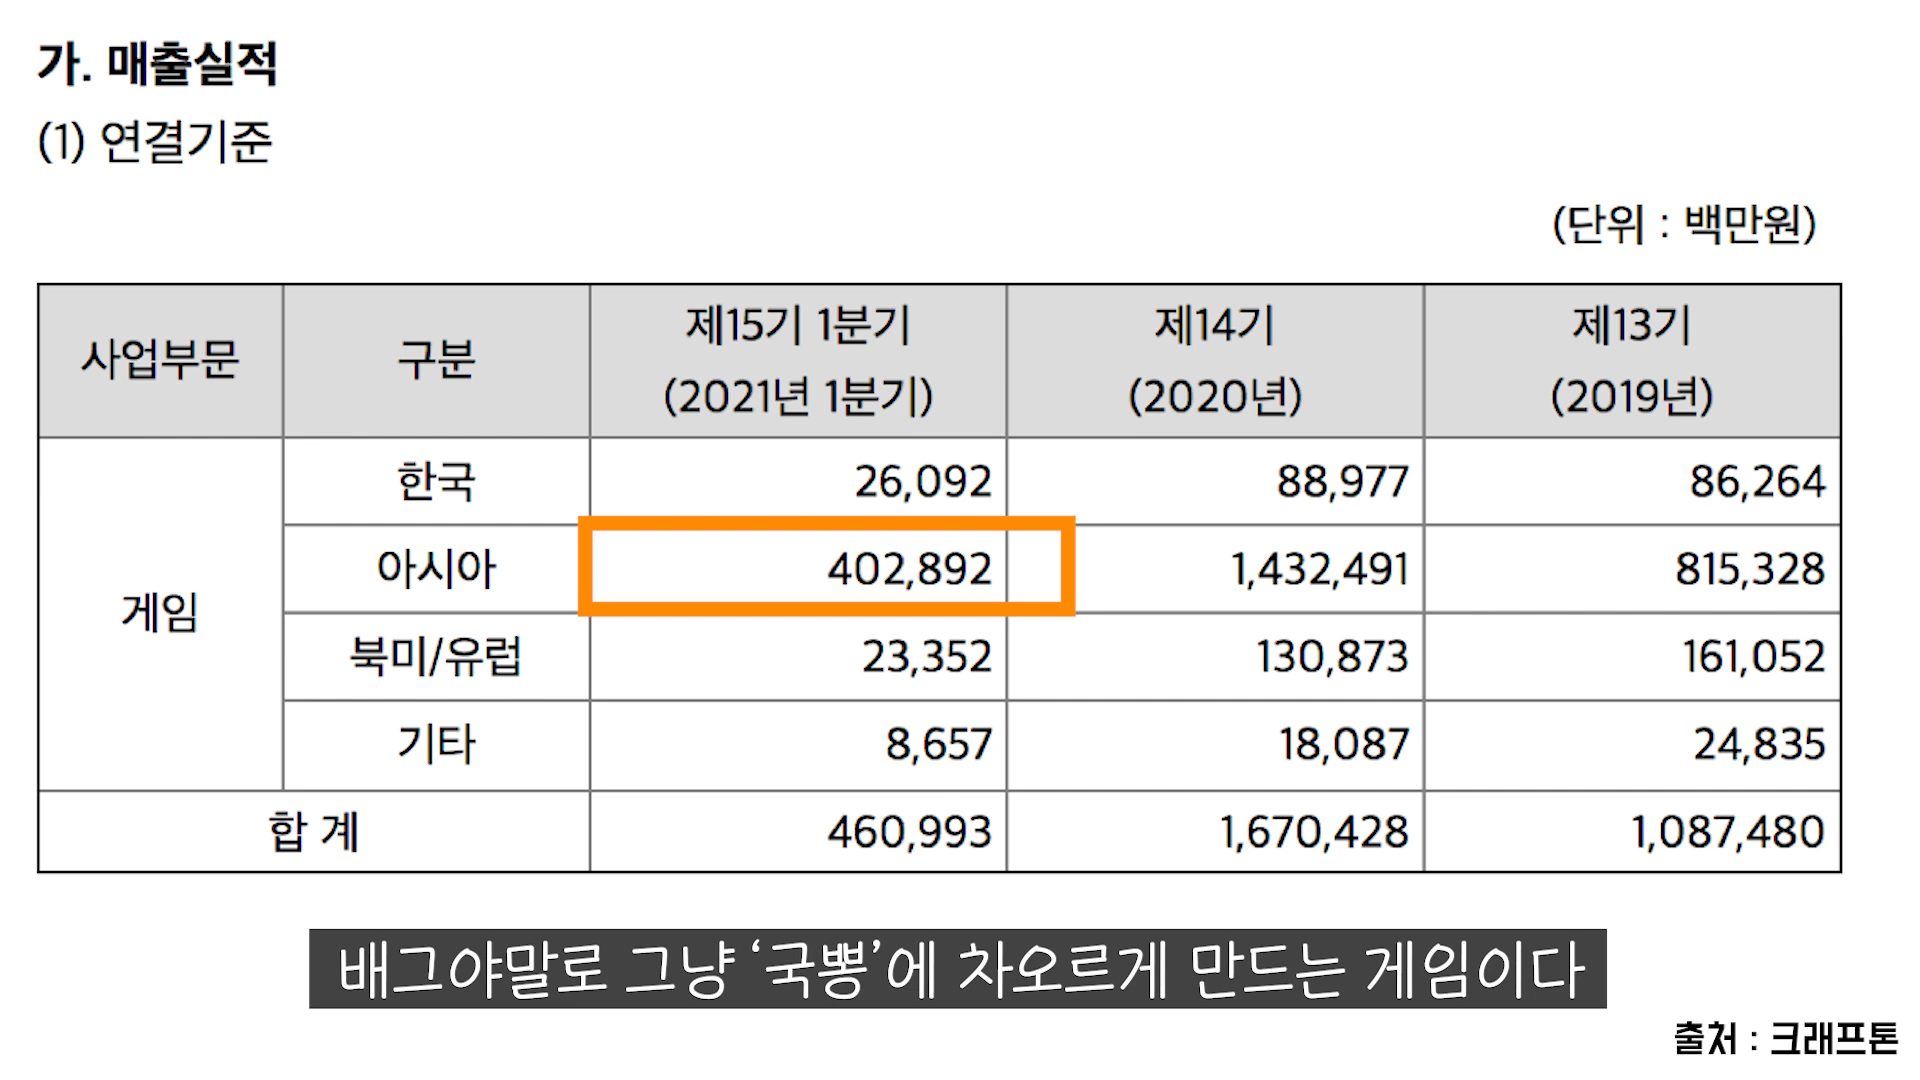 가. 매출실적
(1) 연결기준
(단위 : 백만원)
사업부문 구분 제15기 1분기 (2021년 1분기) 제14기 (2020년) 제13기 (2019년)
게임 한국 26,092 88,977 86,264
아시아 402,892 1,432,491 815,328
북미/유럽 23,352 130,873 161,052
기타 8,657 18,087 24,835
합 계 460,993 1,670,428 1,087,480
배그야말로 그냥 ‘국뽕’에 차오르게 만드는 게임이다
출처 : 크래프톤